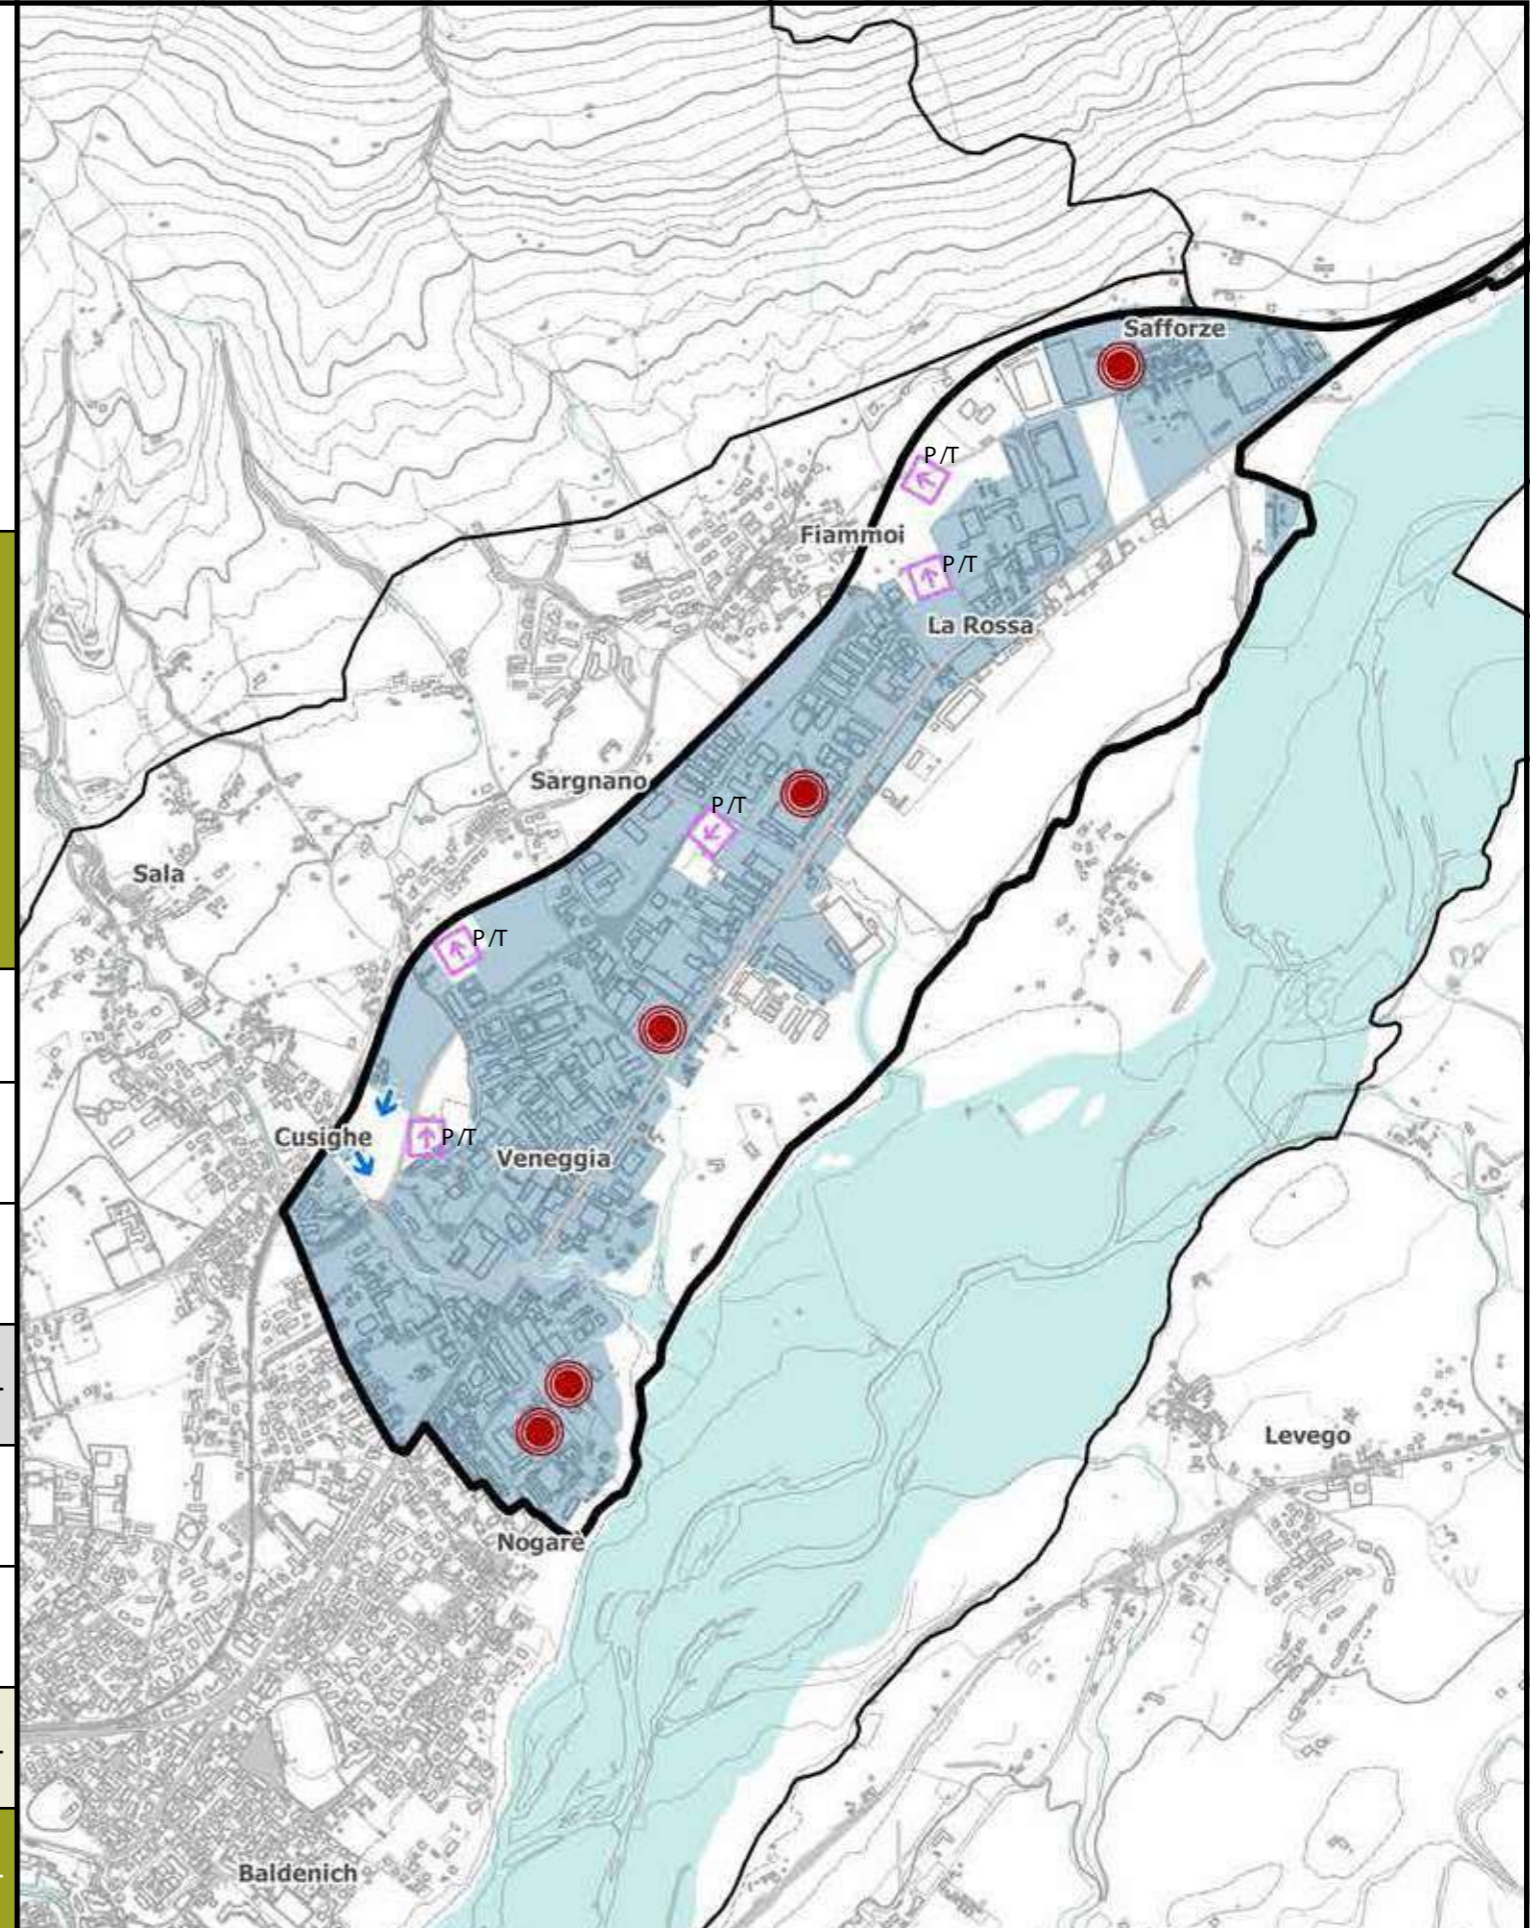 Safforze
P/T
Fiammoi
P/T
La Rossa
Sargnano
P/T
Sala
P/T
Cusighe
P/T
Veneggia
Levego
Nogarè
Baldenich